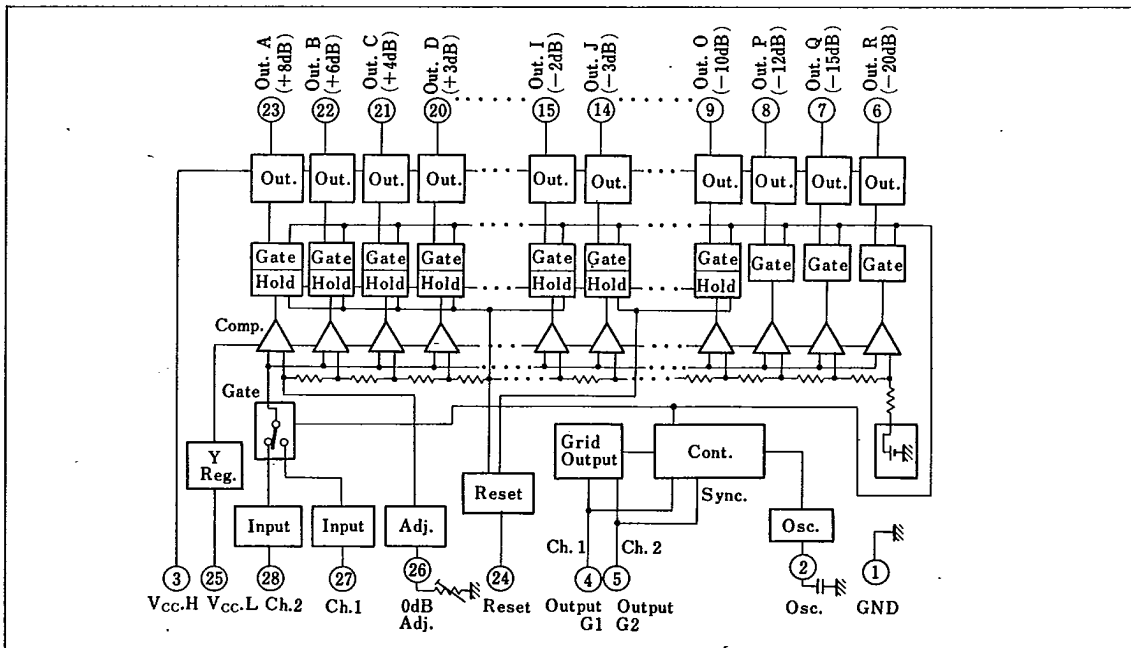 Out. A (+8dB)
Out. B (+6dB)
Out. C (+4dB)
Out. D (+3dB)
Out. I (−2dB)
Out. J (−3dB)
Out. O (−10dB)
Out. P (−12dB)
Out. Q (−15dB)
Out. R (−20dB)
23 22 21 20 15 14 9 8 7 6
Out. Out. Out. Out. Out. Out. Out. Out. Out. Out.
Gate Gate Gate Gate Gate Gate Gate Gate Gate Gate
Hold Hold Hold Hold Hold Hold Hold
Comp.
Gate
Y
Reg.
Grid
Output
Cont.
Reset
Sync.
Input Input Adj. Osc.
Ch. 1 Ch. 2
3 25 28 27 26 24 4 5 2 1
VCC.H VCC.L Ch.2 Ch.1
0dB
Adj.
Reset
Output
G1
Output
G2
Osc.
GND